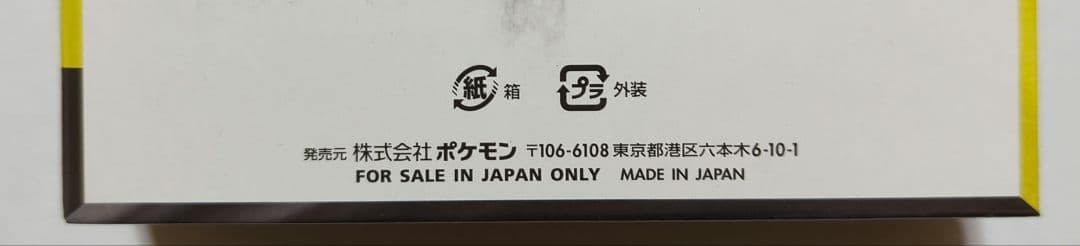 紙 箱 プラ 外装
発売元 株式会社 ポケモン 〒106-6108 東京都港区六本木6-10-1
FOR SALE IN JAPAN ONLY MADE IN JAPAN